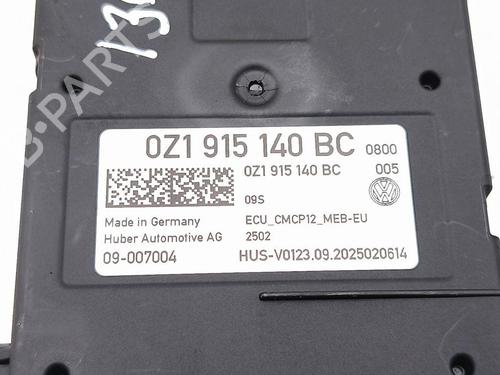 0Z1 915 140 BC 0800
0Z1 915 140 BC 005
09S
Made in Germany ECU_CMCP12_MEB-EU
Huber Automotive AG 2502
09-007004 HUS-V0123.09.2025020614
B-PARTS